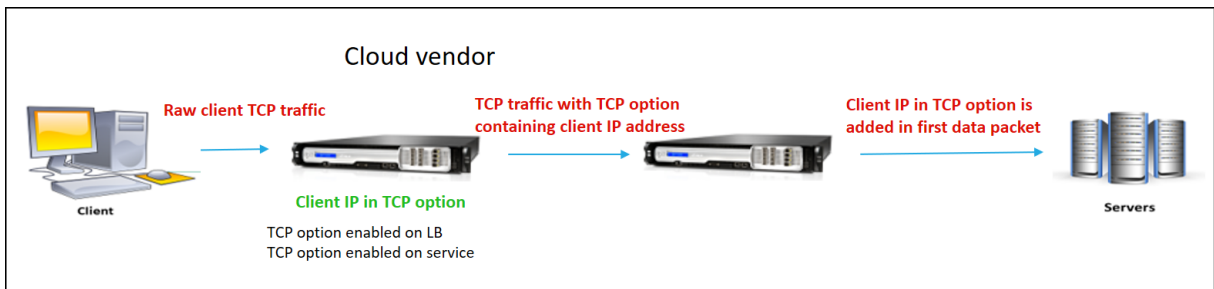 Cloud vendor
Raw client TCP traffic
TCP traffic with TCP option
containing client IP address
Client IP in TCP option is
added in first data packet
Client
Client IP in TCP option
TCP option enabled on LB
TCP option enabled on service
Servers